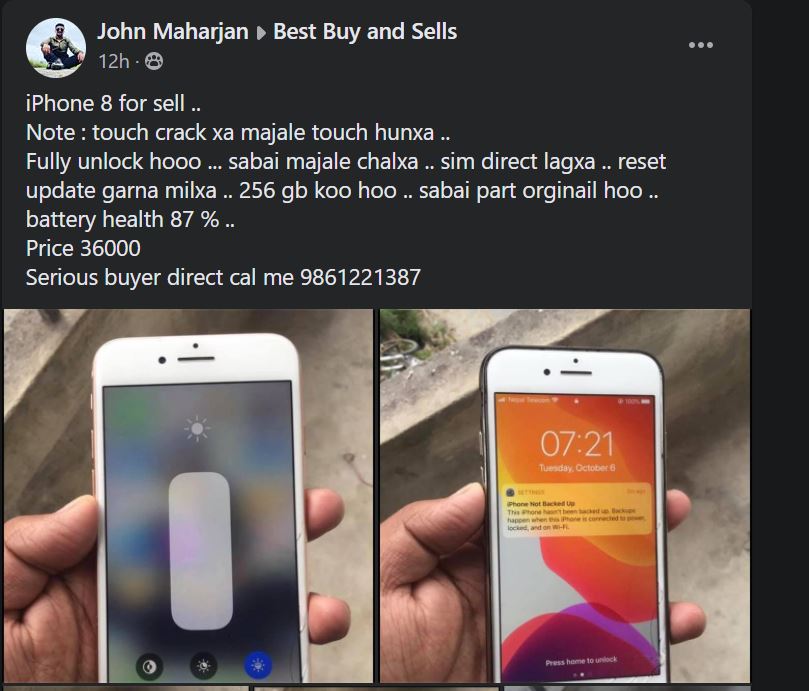 John Maharjan ▸ Best Buy and Sells
12h ·
iPhone 8 for sell ..
Note : touch crack xa majale touch hunxa ..
Fully unlock hooo ... sabai majale chalxa .. sim direct lagxa .. reset
update garna milxa .. 256 gb koo hoo .. sabai part orginail hoo ..
battery health 87 % ..
Price 36000
Serious buyer direct cal me 9861221387
Nepal Telecom
100%
07:21
Tuesday, October 6
SETTINGS
iPhone Not Backed Up
This iPhone hasn't been backed up. Backups
happen when this iPhone is connected to power,
locked, and on Wi-Fi.
Press home to unlock